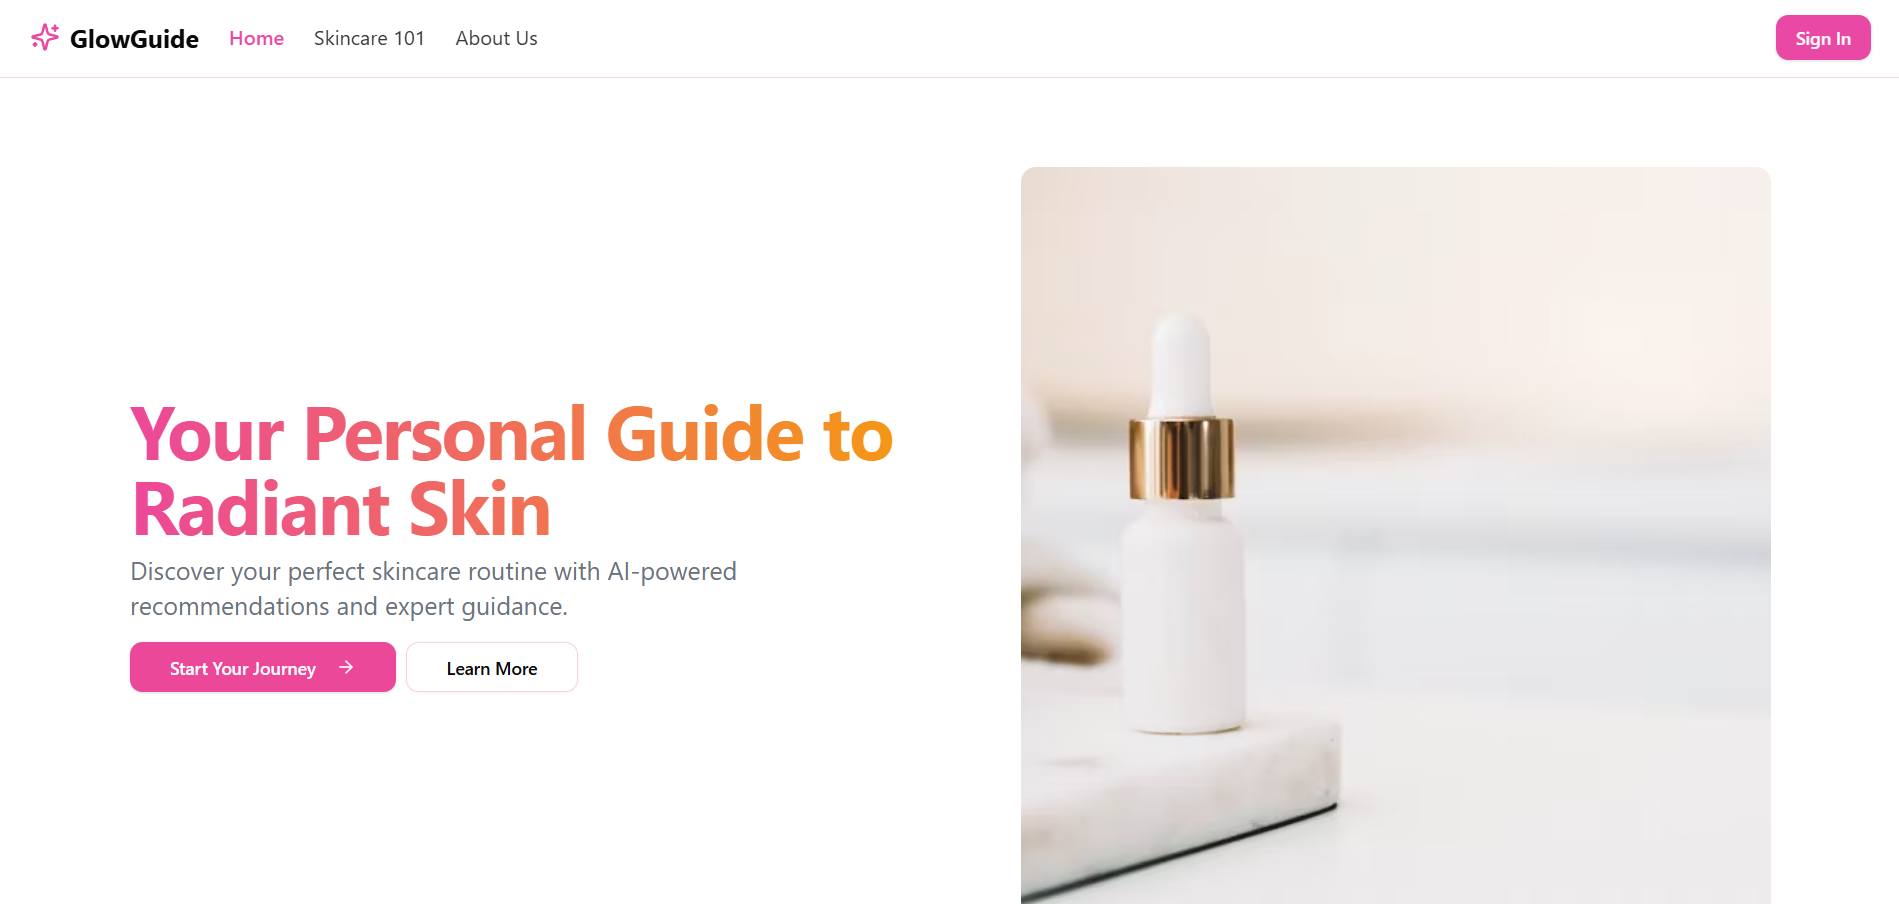 GlowGuide Home Skincare 101 About Us Sign In
Your Personal Guide to
Radiant Skin
Discover your perfect skincare routine with AI-powered
recommendations and expert guidance.
Start Your Journey Learn More